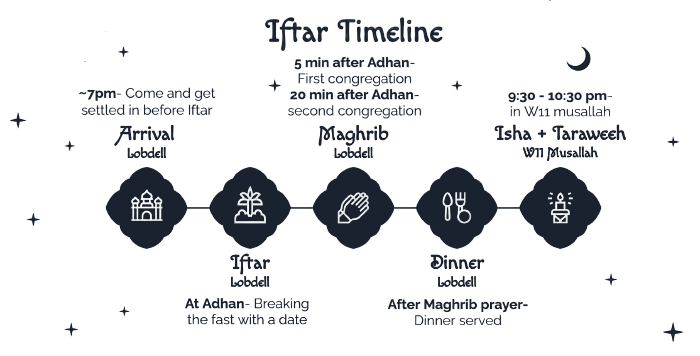 Iftar Timeline
5 min after Adhan-
First congregation
20 min after Adhan-
second congregation
~7pm- Come and get
settled in before Iftar
9:30 - 10:30 pm-
in W11 musallah
Arrival
Lobdell
Maghrib
Lobdell
Isha + Taraweeh
W11 Musallah
Iftar
Lobdell
At Adhan- Breaking
the fast with a date
Dinner
Lobdell
After Maghrib prayer-
Dinner served